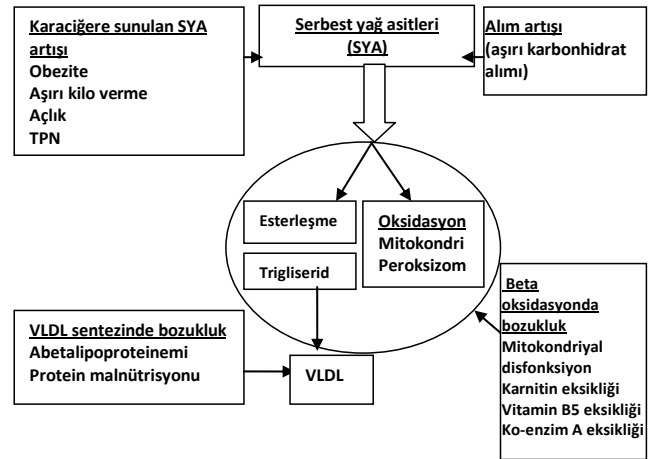 Karaciğere sunulan SYA
artışı
Obezite
Aşırı kilo verme
Açlık
TPN
Serbest yağ asitleri
(SYA)
Alım artışı
(aşırı karbonhidrat
alımı)
Esterleşme
Trigliserid
Oksidasyon
Mitokondri
Peroksizom
VLDL sentezinde bozukluk
Abetalipoproteinemi
Protein malnütrisyonu
VLDL
Beta
oksidasyonda
bozukluk
Mitokondriyal
disfonksiyon
Karnitin eksikliği
Vitamin B5 eksikliği
Ko-enzim A eksikliği